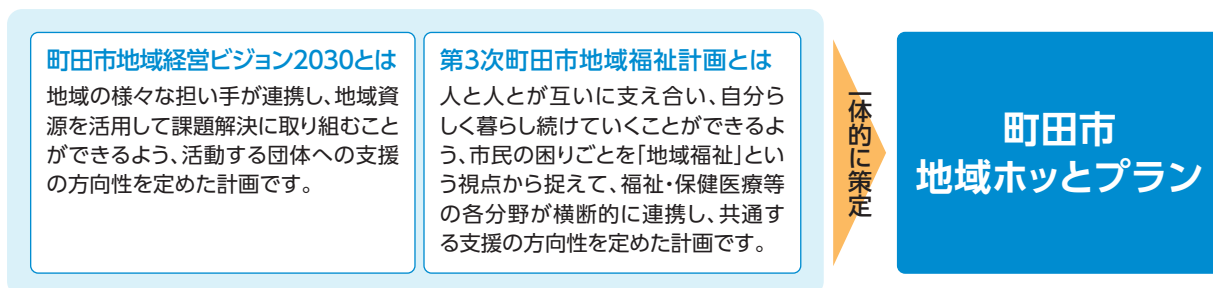 町田市地域経営ビジョン2030とは
地域の様々な担い手が連携し、地域資
源を活用して課題解決に取り組むこと
ができるよう、活動する団体への支援
の方向性を定めた計画です。
第3次町田市地域福祉計画とは
人と人とが互いに支え合い、自分ら
しく暮らし続けていくことができるよ
う、市民の困りごとを「地域福祉」とい
う視点から捉えて、福祉・保健医療等
の各分野が横断的に連携し、共通す
る支援の方向性を定めた計画です。
一体的に策定
町田市
地域ホッとプラン